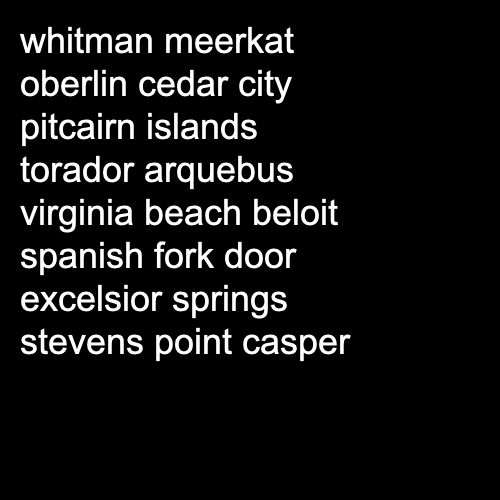 whitman meerkat
oberlin cedar city
pitcairn islands
torador arquebus
virginia beach beloit
spanish fork door
excelsior springs
stevens point casper